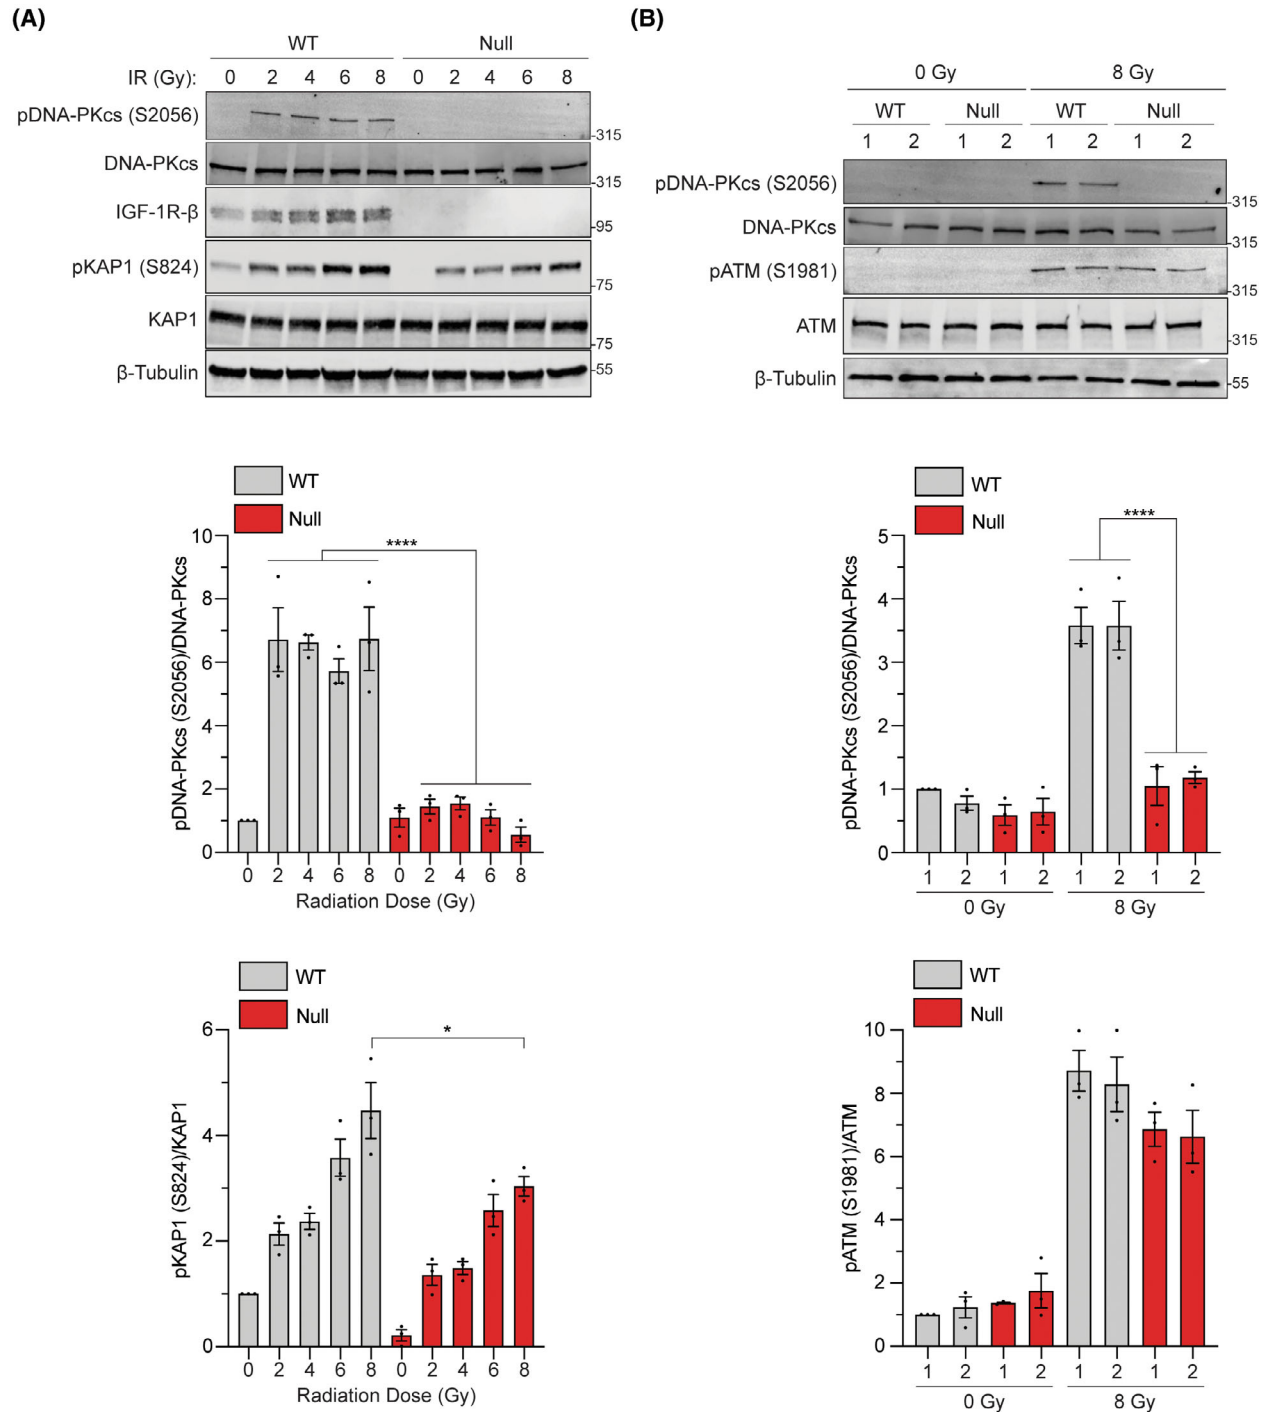 (A)
WT Null
IR (Gy): 0 2 4 6 8 0 2 4 6 8
pDNA-PKcs (S2056)
-315
DNA-PKcs
-315
IGF-1R-β
-95
pKAP1 (S824)
-75
KAP1
-75
β-Tubulin
-55
WT
Null
pDNA-PKcs (S2056)/DNA-PKcs
10
8
6
4
2
0
****
0 2 4 6 8 0 2 4 6 8
Radiation Dose (Gy)
WT
Null
pKAP1 (S824)/KAP1
6
4
2
0
*
0 2 4 6 8 0 2 4 6 8
Radiation Dose (Gy)
(B)
0 Gy 8 Gy
WT Null WT Null
1 2 1 2 1 2 1 2
pDNA-PKcs (S2056)
-315
DNA-PKcs
-315
pATM (S1981)
-315
ATM
-315
β-Tubulin
-55
WT
Null
pDNA-PKcs (S2056)/DNA-PKcs
5
4
3
2
1
0
****
1 2 1 2 1 2 1 2
0 Gy 8 Gy
WT
Null
pATM (S1981)/ATM
10
8
6
4
2
0
1 2 1 2 1 2 1 2
0 Gy 8 Gy